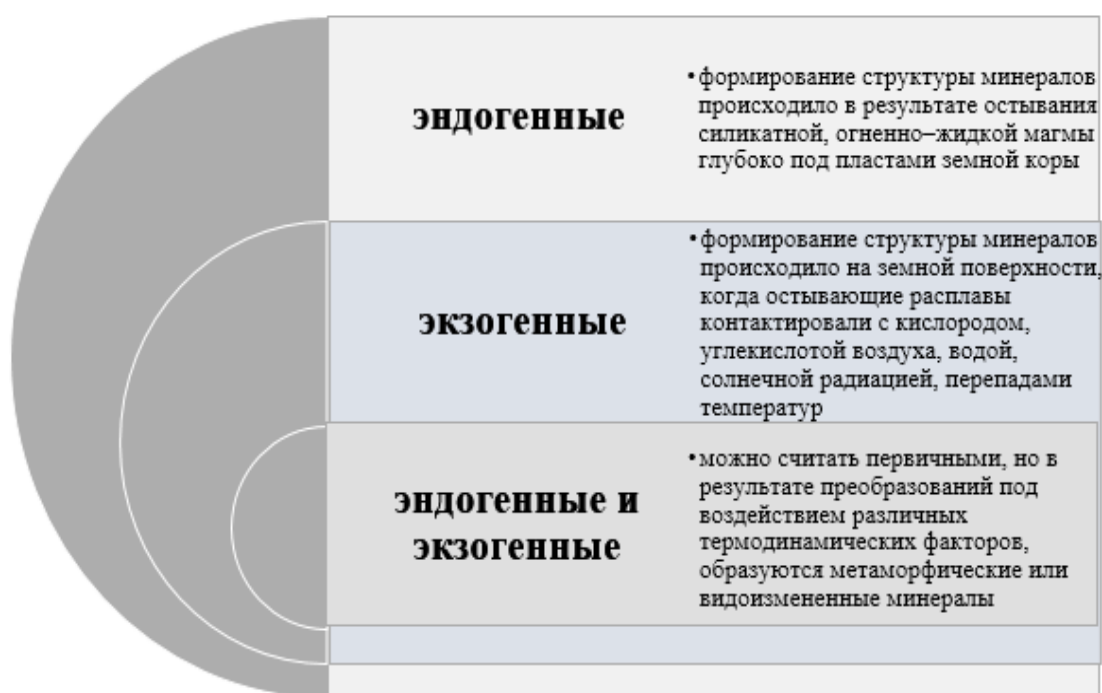 эндогенные
•формирование структуры минералов
происходило в результате остывания
силикатной, огненно–жидкой магмы
глубоко под пластами земной коры
экзогенные
•формирование структуры минералов
происходило на земной поверхности,
когда остывающие расплавы
контактировали с кислородом,
углекислотой воздуха, водой,
солнечной радиацией, перепадами
температур
эндогенные и
экзогенные
•можно считать первичными, но в
результате преобразований под
воздействием различных
термодинамических факторов,
образуются метаморфические или
видоизмененные минералы